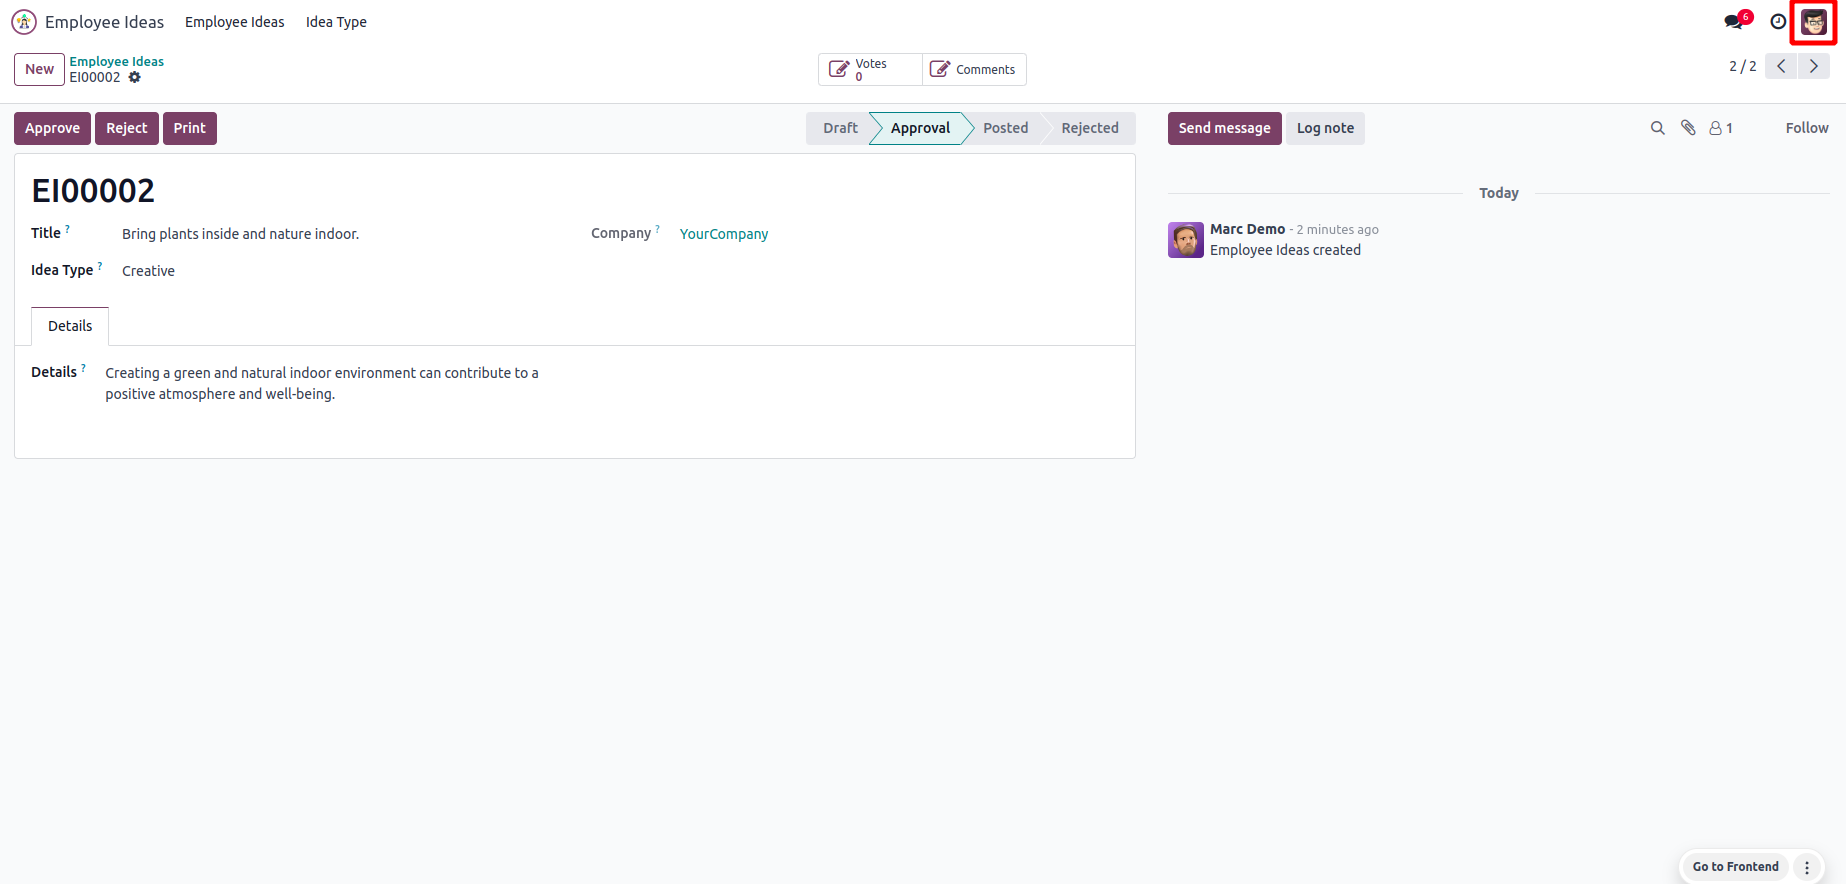 Employee Ideas Employee Ideas Idea Type 6
New Employee Ideas
EI00002
Votes
0
Comments
2 / 2
Approve Reject Print
Draft Approval Posted Rejected
Send message Log note
1
Follow
EI00002
Title ? Bring plants inside and nature indoor.
Company ? YourCompany
Idea Type ? Creative
Details
Details ? Creating a green and natural indoor environment can contribute to a
positive atmosphere and well-being.
Today
Marc Demo - 2 minutes ago
Employee Ideas created
Go to Frontend